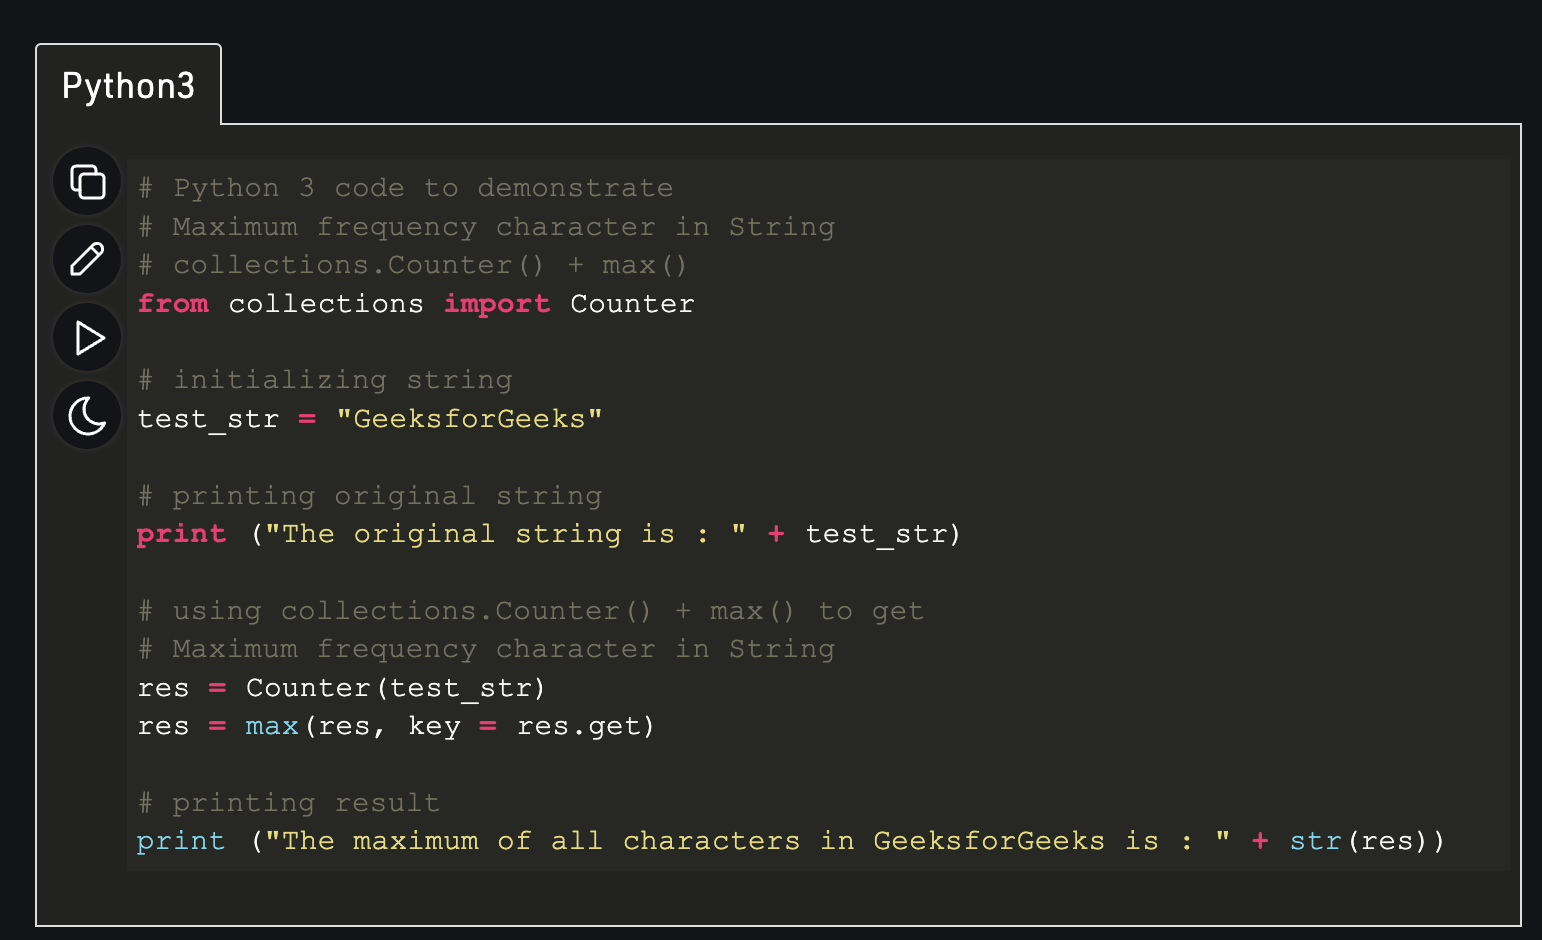 Python3
# Python 3 code to demonstrate
# Maximum frequency character in String
# collections.Counter() + max()
from collections import Counter
# initializing string
test_str = "GeeksforGeeks"
# printing original string
print ("The original string is : " + test_str)
# using collections.Counter() + max() to get
# Maximum frequency character in String
res = Counter(test_str)
res = max(res, key = res.get)
# printing result
print ("The maximum of all characters in GeeksforGeeks is : " + str(res))